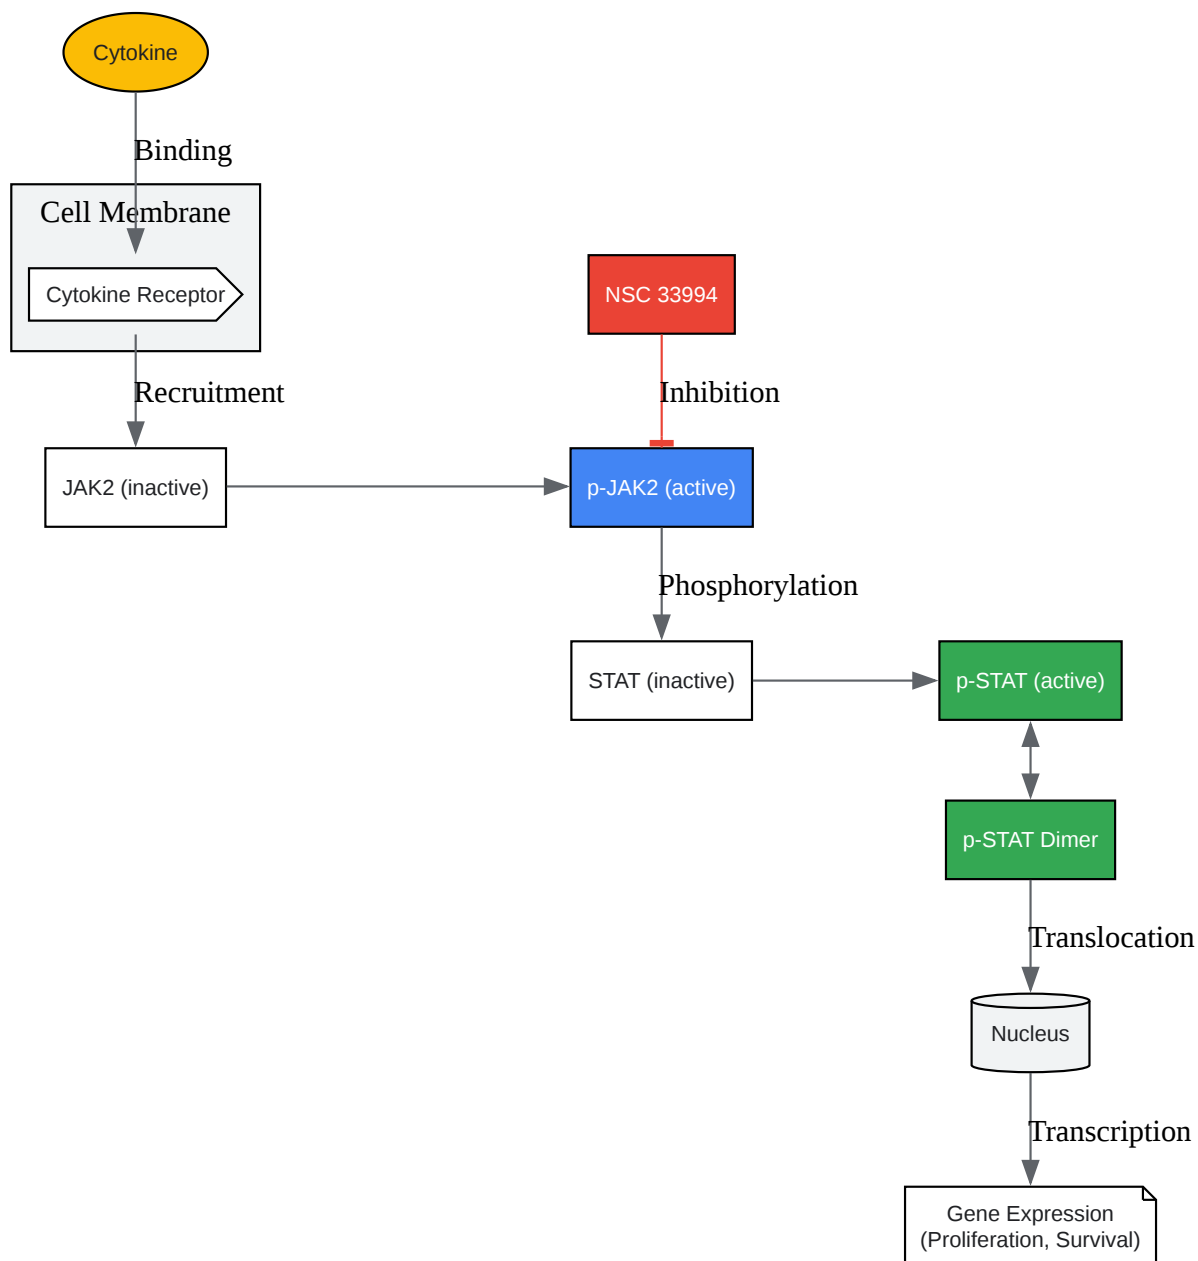 Cytokine
Binding
Cell Membrane
Cytokine Receptor
NSC 33994
Recruitment
Inhibition
JAK2 (inactive)
p-JAK2 (active)
Phosphorylation
STAT (inactive)
p-STAT (active)
p-STAT Dimer
Translocation
Nucleus
Transcription
Gene Expression
(Proliferation, Survival)